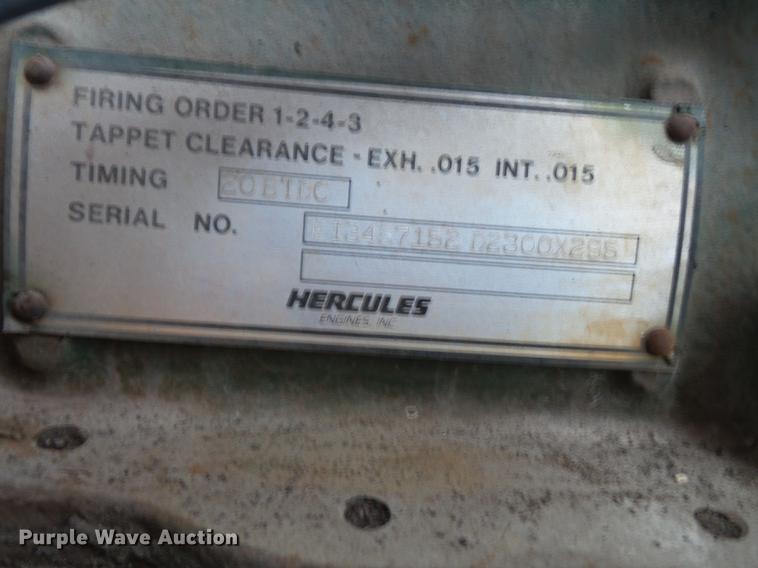 FIRING ORDER 1-2-4-3
TAPPET CLEARANCE - EXH. .015 INT. .015
TIMING 20BTDC
SERIAL NO.
HERCULES
ENGINES, INC.
Purple Wave Auction®